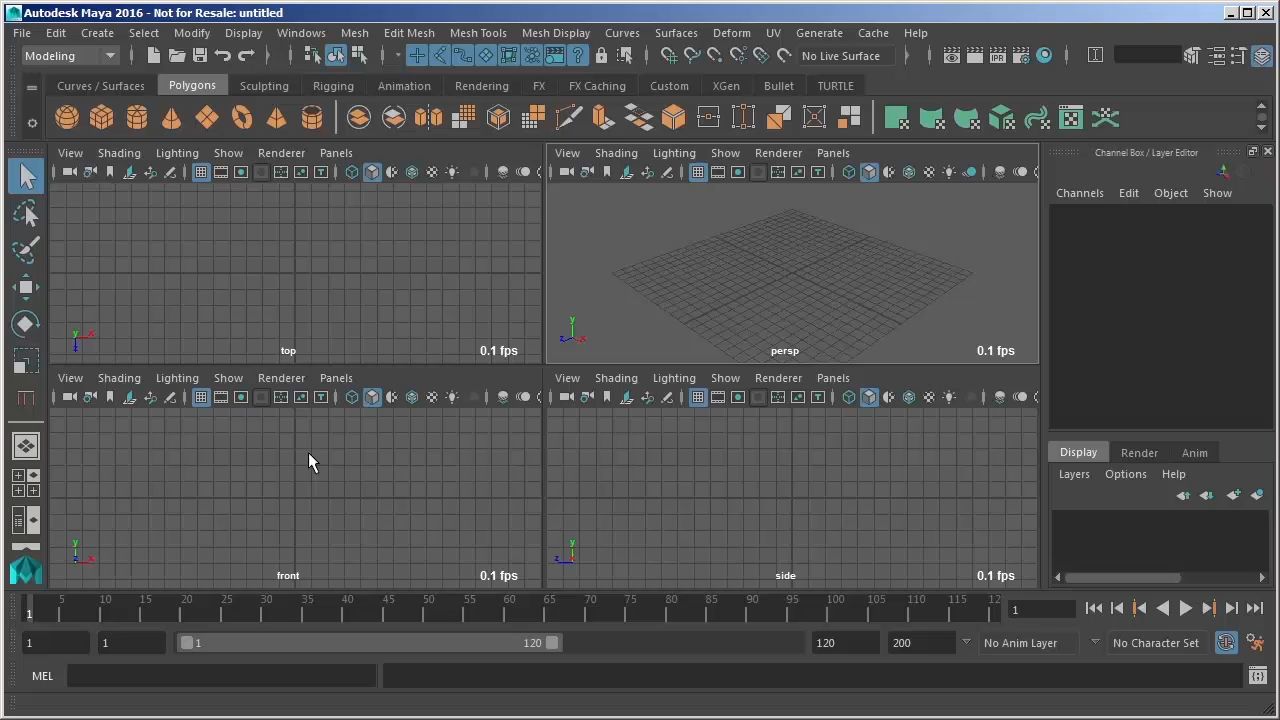 Autodesk Maya 2016 - Not for Resale: untitled
File Edit Create Select Modify Display Windows Mesh Edit Mesh Mesh Tools Mesh Display Curves Surfaces Deform UV Generate Cache Help
Modeling No Live Surface
Curves / Surfaces Polygons Sculpting Rigging Animation Rendering FX FX Caching Custom XGen Bullet TURTLE
View Shading Lighting Show Renderer Panels View Shading Lighting Show Renderer Panels Channel Box / Layer Editor
Channels Edit Object Show
y x z top 0.1 fps
y z x persp 0.1 fps
View Shading Lighting Show Renderer Panels View Shading Lighting Show Renderer Panels
Display Render Anim
Layers Options Help
y z x front 0.1 fps
y z x side 0.1 fps
1 5 10 15 20 25 30 35 40 45 50 55 60 65 70 75 80 85 90 95 100 105 110 115 12 1
1 1 1 120 120 200 No Anim Layer No Character Set
MEL